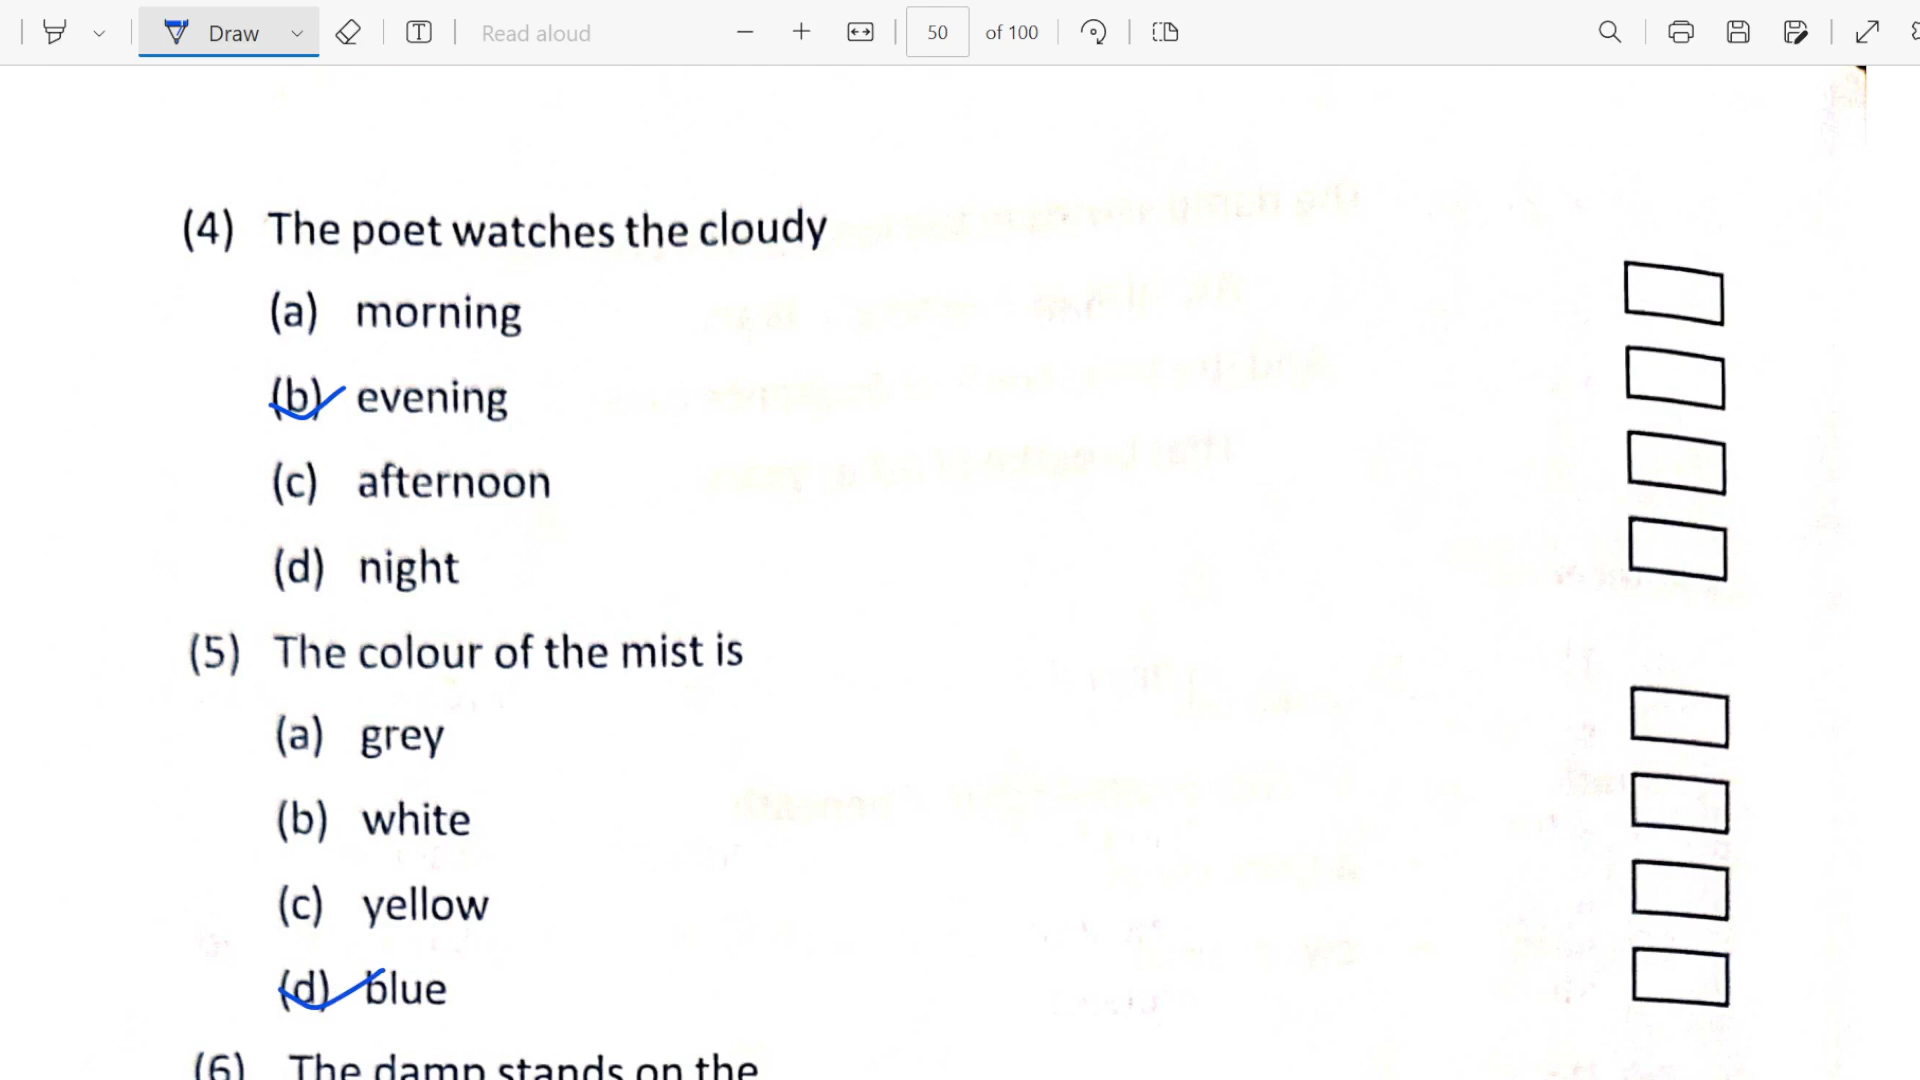 Draw
Read aloud
50 of 100
(4) The poet watches the cloudy
(a) morning
(b) evening
(c) afternoon
(d) night
(5) The colour of the mist is
(a) grey
(b) white
(c) yellow
(d) blue
(6) The damp stands on the